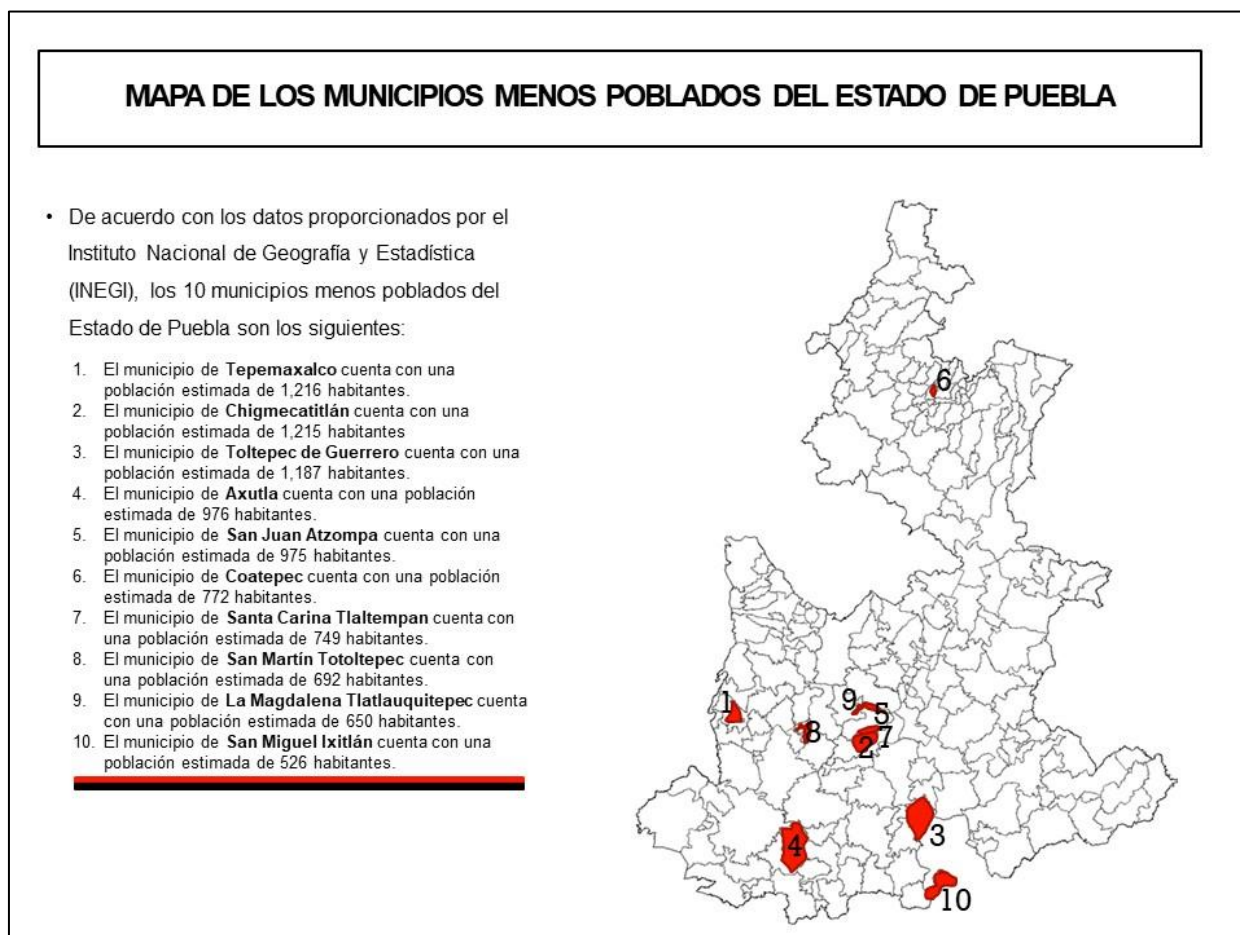 MAPA DE LOS MUNICIPIOS MENOS POBLADOS DEL ESTADO DE PUEBLA
• De acuerdo con los datos proporcionados por el
Instituto Nacional de Geografía y Estadística
(INEGI), los 10 municipios menos poblados del
Estado de Puebla son los siguientes:
1. El municipio de Tepemaxalco cuenta con una
población estimada de 1,216 habitantes.
2. El municipio de Chigmecatitlán cuenta con una
población estimada de 1,215 habitantes
3. El municipio de Toltepec de Guerrero cuenta con una
población estimada de 1,187 habitantes.
4. El municipio de Axutla cuenta con una población
estimada de 976 habitantes.
5. El municipio de San Juan Atzompa cuenta con una
población estimada de 975 habitantes.
6. El municipio de Coatepec cuenta con una población
estimada de 772 habitantes.
7. El municipio de Santa Carina Tlaltempan cuenta con
una población estimada de 749 habitantes.
8. El municipio de San Martín Totoltepec cuenta con
una población estimada de 692 habitantes.
9. El municipio de La Magdalena Tlatlauquitepec cuenta
con una población estimada de 650 habitantes.
10. El municipio de San Miguel Ixitlán cuenta con una
población estimada de 526 habitantes.
6
9
5
1
8
7
2
3
4
10